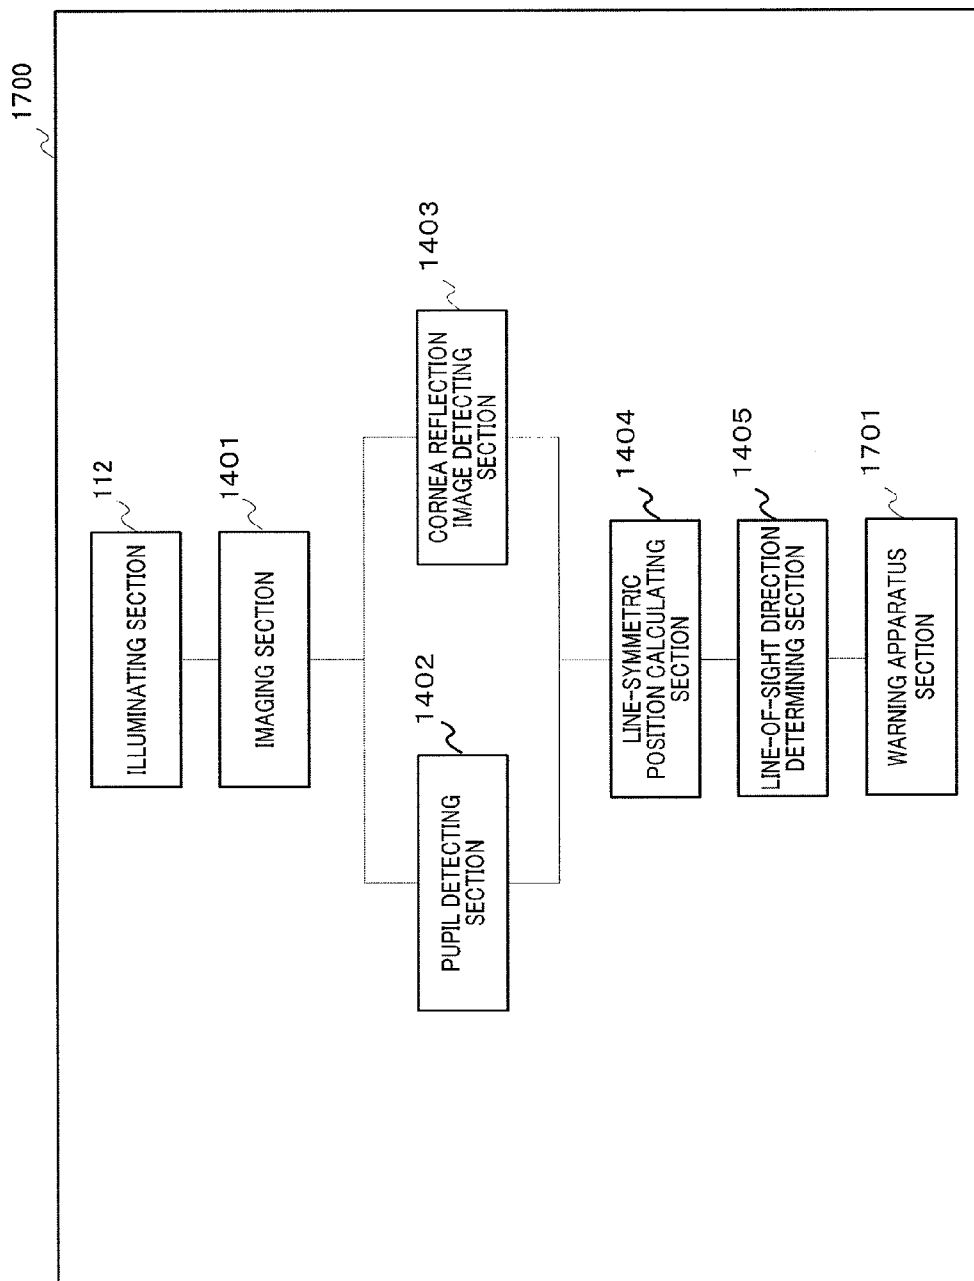 1700
112
ILLUMINATING SECTION
1401
IMAGING SECTION
1402
PUPIL DETECTING
SECTION
1403
CORNEA REFLECTION
IMAGE DETECTING
SECTION
1404
LINE-SYMMETRIC
POSITION CALCULATING
SECTION
1405
LINE-OF-SIGHT DIRECTION
DETERMINING SECTION
1701
WARNING APPARATUS
SECTION